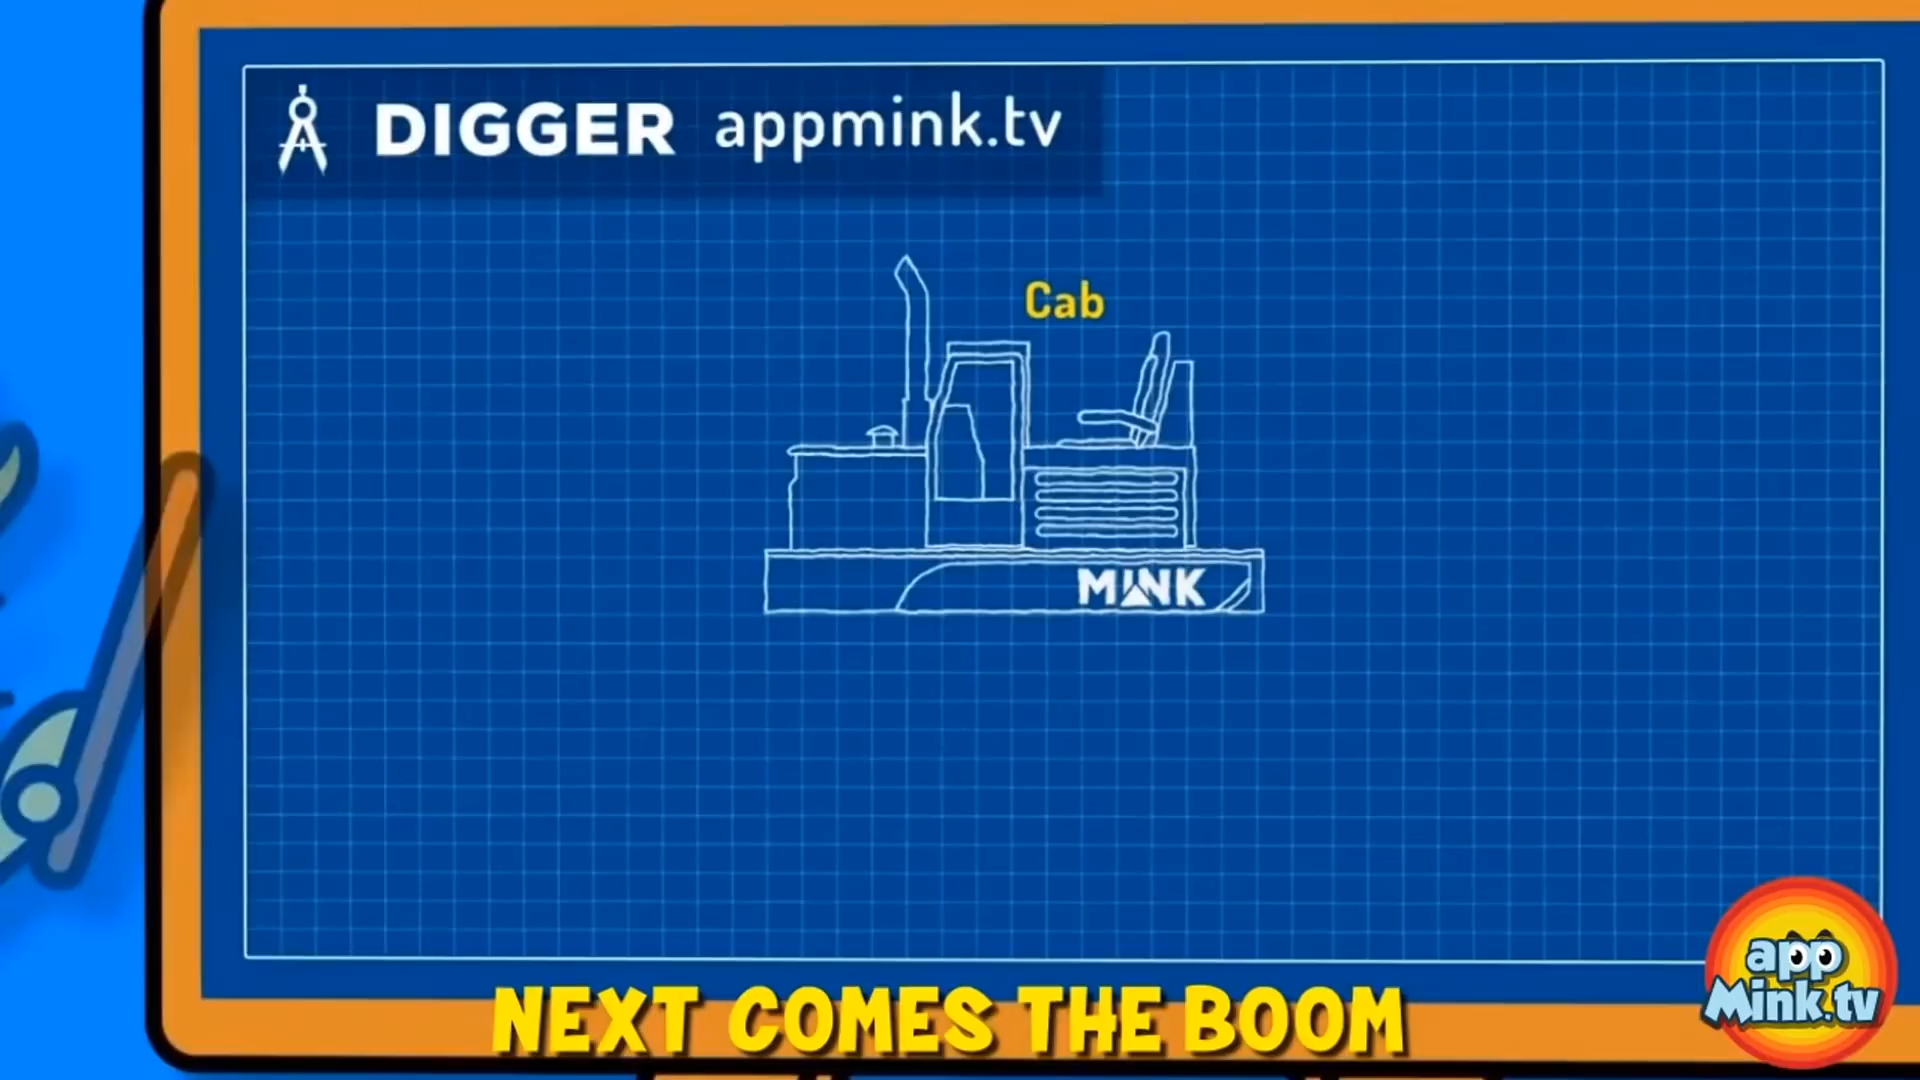 DIGGER appmink.tv
Cab
MINK
NEXT COMES THE BOOM
app
Mink.tv